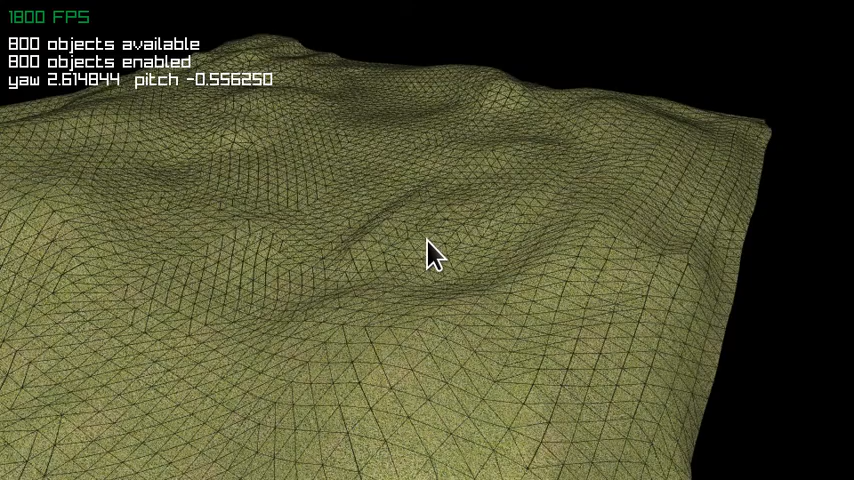 1800 FPS
800 objects available
800 objects enabled
yaw 2.614844 pitch -0.556250